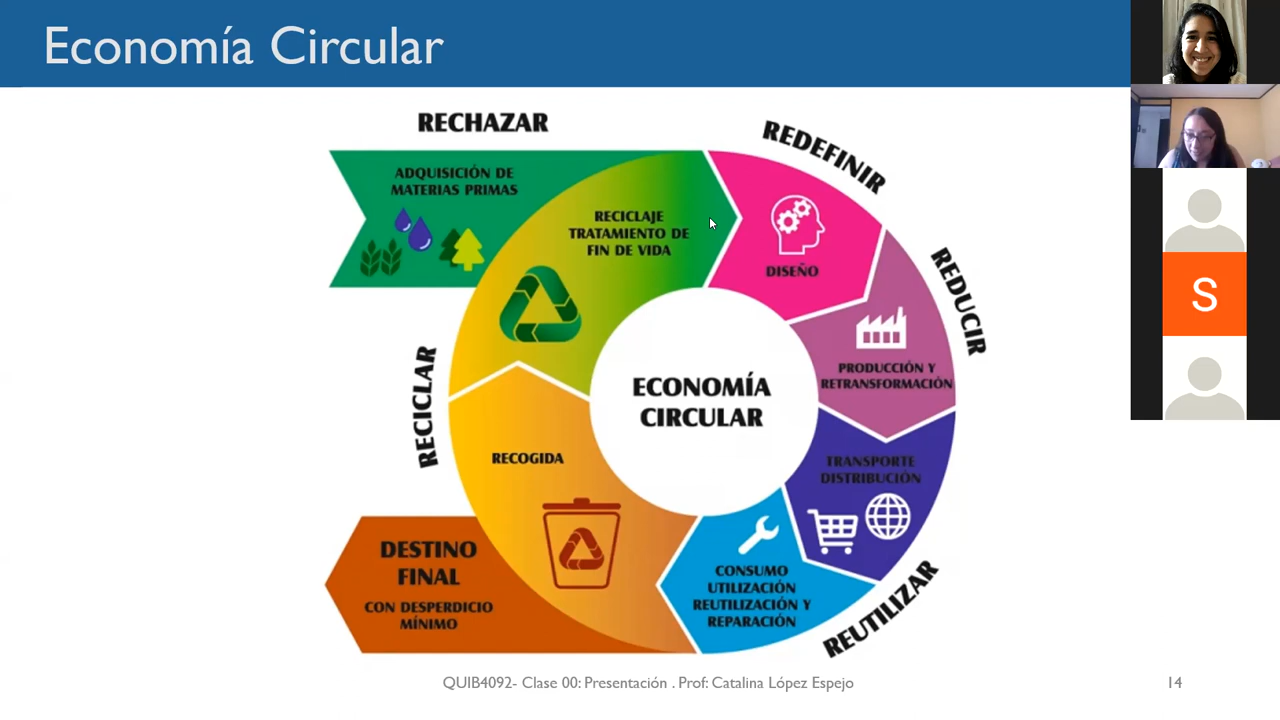 Economía Circular
RECHAZAR
REDEFINIR
ADQUISICIÓN DE
MATERIAS PRIMAS
RECICLAJE
TRATAMIENTO DE
FIN DE VIDA
DISEÑO
REDUCIR
PRODUCCIÓN Y
RETRANSFORMACIÓN
ECONOMÍA
CIRCULAR
RECICLAR
RECOGIDA
TRANSPORTE
DISTRIBUCIÓN
DESTINO
FINAL
CON DESPERDICIO
MÍNIMO
CONSUMO
UTILIZACIÓN
REUTILIZACIÓN Y
REPARACIÓN
REUTILIZAR
S
QUIB4092- Clase 00: Presentación . Prof: Catalina López Espejo
14